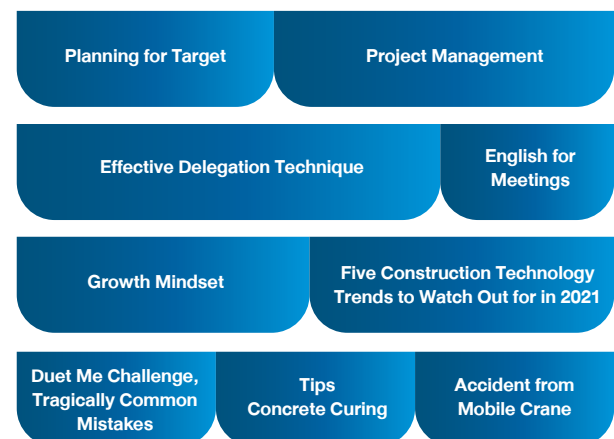 Planning for Target
Project Management
Effective Delegation Technique
English for
Meetings
Growth Mindset
Five Construction Technology
Trends to Watch Out for in 2021
Duet Me Challenge,
Tragically Common
Mistakes
Tips
Concrete Curing
Accident from
Mobile Crane